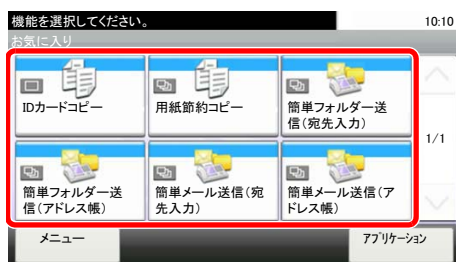 機能を選択してください。
10:10
お気に入り
IDカードコピー
用紙節約コピー
簡単フォルダー送
信(宛先入力)
1/1
簡単フォルダー送
信(アドレス帳)
簡単メール送信(宛
先入力)
簡単メール送信(ア
ドレス帳)
メニュー
アプリケーション